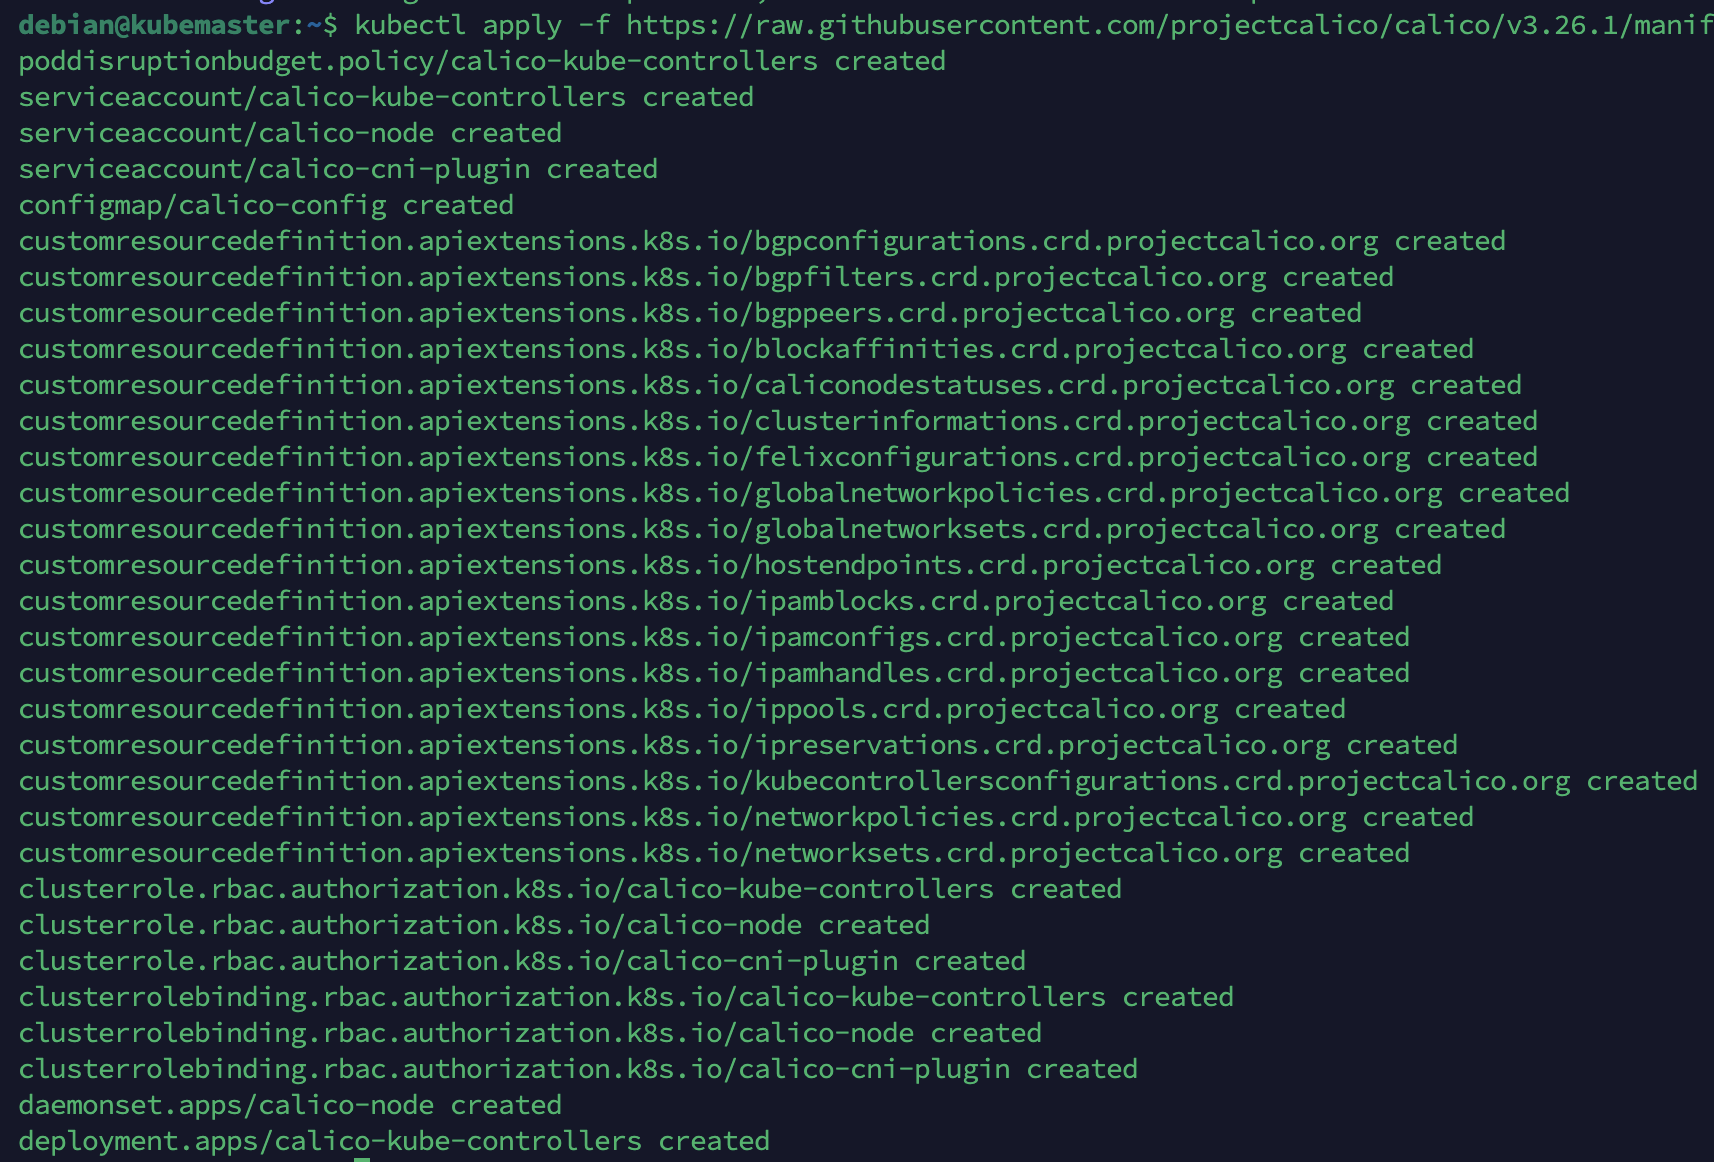 debian@kubemaster:~$ kubectl apply -f https://raw.githubusercontent.com/projectcalico/calico/v3.26.1/manif
poddisruptionbudget.policy/calico-kube-controllers created
serviceaccount/calico-kube-controllers created
serviceaccount/calico-node created
serviceaccount/calico-cni-plugin created
configmap/calico-config created
customresourcedefinition.apiextensions.k8s.io/bgpconfigurations.crd.projectcalico.org created
customresourcedefinition.apiextensions.k8s.io/bgpfilters.crd.projectcalico.org created
customresourcedefinition.apiextensions.k8s.io/bgppeers.crd.projectcalico.org created
customresourcedefinition.apiextensions.k8s.io/blockaffinities.crd.projectcalico.org created
customresourcedefinition.apiextensions.k8s.io/caliconodestatuses.crd.projectcalico.org created
customresourcedefinition.apiextensions.k8s.io/clusterinformations.crd.projectcalico.org created
customresourcedefinition.apiextensions.k8s.io/felixconfigurations.crd.projectcalico.org created
customresourcedefinition.apiextensions.k8s.io/globalnetworkpolicies.crd.projectcalico.org created
customresourcedefinition.apiextensions.k8s.io/globalnetworksets.crd.projectcalico.org created
customresourcedefinition.apiextensions.k8s.io/hostendpoints.crd.projectcalico.org created
customresourcedefinition.apiextensions.k8s.io/ipamblocks.crd.projectcalico.org created
customresourcedefinition.apiextensions.k8s.io/ipamconfigs.crd.projectcalico.org created
customresourcedefinition.apiextensions.k8s.io/ipamhandles.crd.projectcalico.org created
customresourcedefinition.apiextensions.k8s.io/ippools.crd.projectcalico.org created
customresourcedefinition.apiextensions.k8s.io/ipreservations.crd.projectcalico.org created
customresourcedefinition.apiextensions.k8s.io/kubecontrollersconfigurations.crd.projectcalico.org created
customresourcedefinition.apiextensions.k8s.io/networkpolicies.crd.projectcalico.org created
customresourcedefinition.apiextensions.k8s.io/networksets.crd.projectcalico.org created
clusterrole.rbac.authorization.k8s.io/calico-kube-controllers created
clusterrole.rbac.authorization.k8s.io/calico-node created
clusterrole.rbac.authorization.k8s.io/calico-cni-plugin created
clusterrolebinding.rbac.authorization.k8s.io/calico-kube-controllers created
clusterrolebinding.rbac.authorization.k8s.io/calico-node created
clusterrolebinding.rbac.authorization.k8s.io/calico-cni-plugin created
daemonset.apps/calico-node created
deployment.apps/calico-kube-controllers created